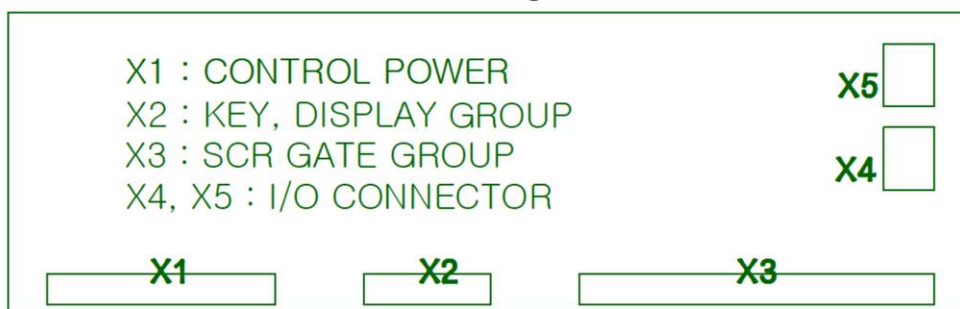 X1 : CONTROL POWER
X2 : KEY, DISPLAY GROUP
X3 : SCR GATE GROUP
X4, X5 : I/O CONNECTOR
X5
X4
X1
X2
X3